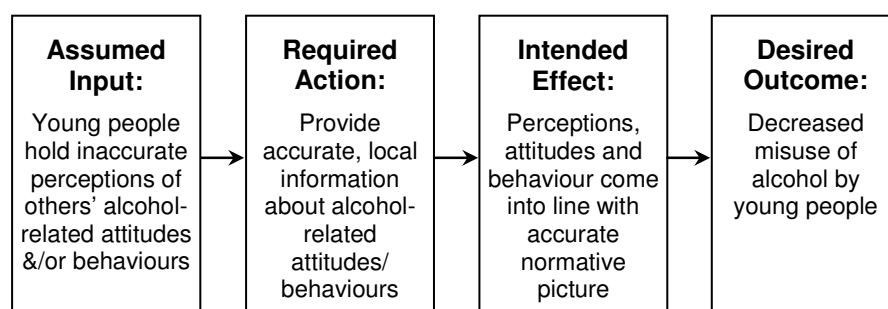 Assumed
Input:
Young people
hold inaccurate
perceptions of
others' alcohol-
related attitudes
&/or behaviours
Required
Action:
Provide
accurate, local
information
about alcohol-
related
attitudes/
behaviours
Intended
Effect:
Perceptions,
attitudes and
behaviour come
into line with
accurate
normative
picture
Desired
Outcome:
Decreased
misuse of
alcohol by
young people